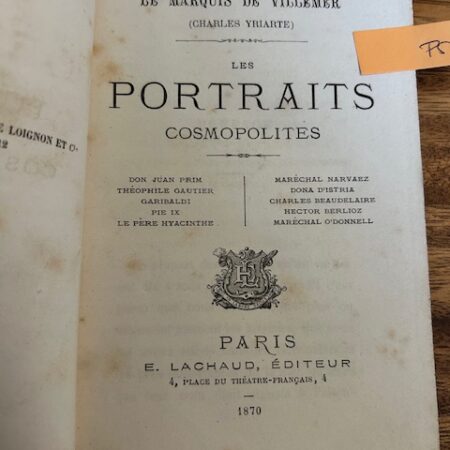 LE MARQUIS DE VILLEMER
(CHARLES YRIARTE)
LES
PORTRAITS
COSMOPOLITES
DON JUAN PRIM
THÉOPHILE GAUTIER
GARIBALDI
PIE IX
LE PÈRE HYACINTHE
MARÉCHAL NARVAEZ
DONA D'ISTRIA
CHARLES BEAUDELAIRE
HECTOR BERLIOZ
MARÉCHAL O'DONNELL
PARIS
E. LACHAUD, ÉDITEUR
4, PLACE DU THÉATRE-FRANÇAIS, 4
1870
LOIGNON ET C